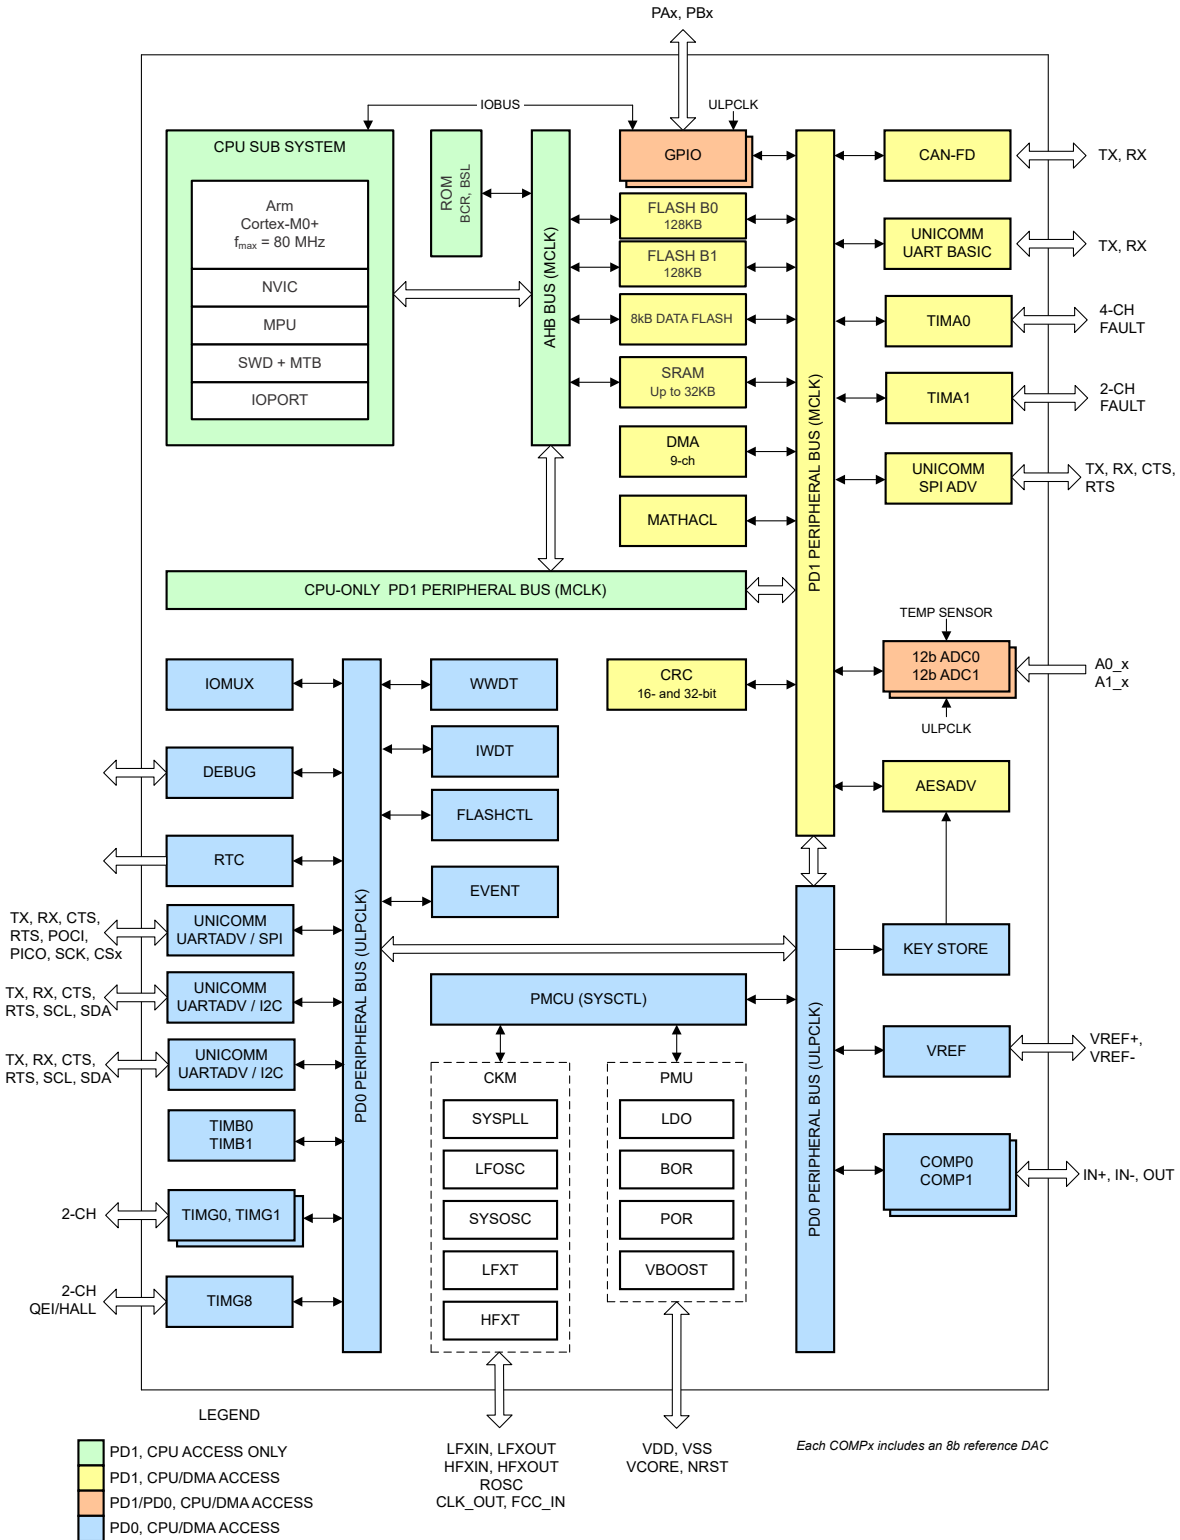 PAx, PBx
IOBUS
ULPCLK
CPU SUB SYSTEM
Arm
Cortex-M0+
fmax = 80 MHz
NVIC
MPU
SWD + MTB
IOPORT
ROM
BCR, BSL
AHB BUS (MCLK)
GPIO
FLASH B0
128KB
FLASH B1
128KB
8kB DATA FLASH
SRAM
Up to 32KB
DMA
9-ch
MATHACL
PD1 PERIPHERAL BUS (MCLK)
CAN-FD
TX, RX
UNICOMM
UART BASIC
TX, RX
TIMA0
4-CH
FAULT
TIMA1
2-CH
FAULT
UNICOMM
SPI ADV
TX, RX, CTS,
RTS
CPU-ONLY PD1 PERIPHERAL BUS (MCLK)
TEMP SENSOR
12b ADC0
12b ADC1
A0_x
A1_x
ULPCLK
CRC
16- and 32-bit
AESADV
IOMUX
DEBUG
RTC
TX, RX, CTS,
RTS, POCI,
PICO, SCK, CSx
UNICOMM
UARTADV / SPI
TX, RX, CTS,
RTS, SCL, SDA
UNICOMM
UARTADV / I2C
TX, RX, CTS,
RTS, SCL, SDA
UNICOMM
UARTADV / I2C
TIMB0
TIMB1
2-CH
TIMG0, TIMG1
2-CH
QEI/HALL
TIMG8
PD0 PERIPHERAL BUS (ULPCLK)
WWDT
IWDT
FLASHCTL
EVENT
PMCU (SYSCTL)
CKM
SYSPLL
LFOSC
SYSOSC
LFXT
HFXT
PMU
LDO
BOR
POR
VBOOST
PD0 PERIPHERAL BUS (ULPCLK)
KEY STORE
VREF
VREF+,
VREF-
COMP0
COMP1
IN+, IN-, OUT
LEGEND
PD1, CPU ACCESS ONLY
PD1, CPU/DMA ACCESS
PD1/PD0, CPU/DMA ACCESS
PD0, CPU/DMA ACCESS
LFXIN, LFXOUT
HFXIN, HFXOUT
ROSC
CLK_OUT, FCC_IN
VDD, VSS
VCORE, NRST
Each COMPx includes an 8b reference DAC